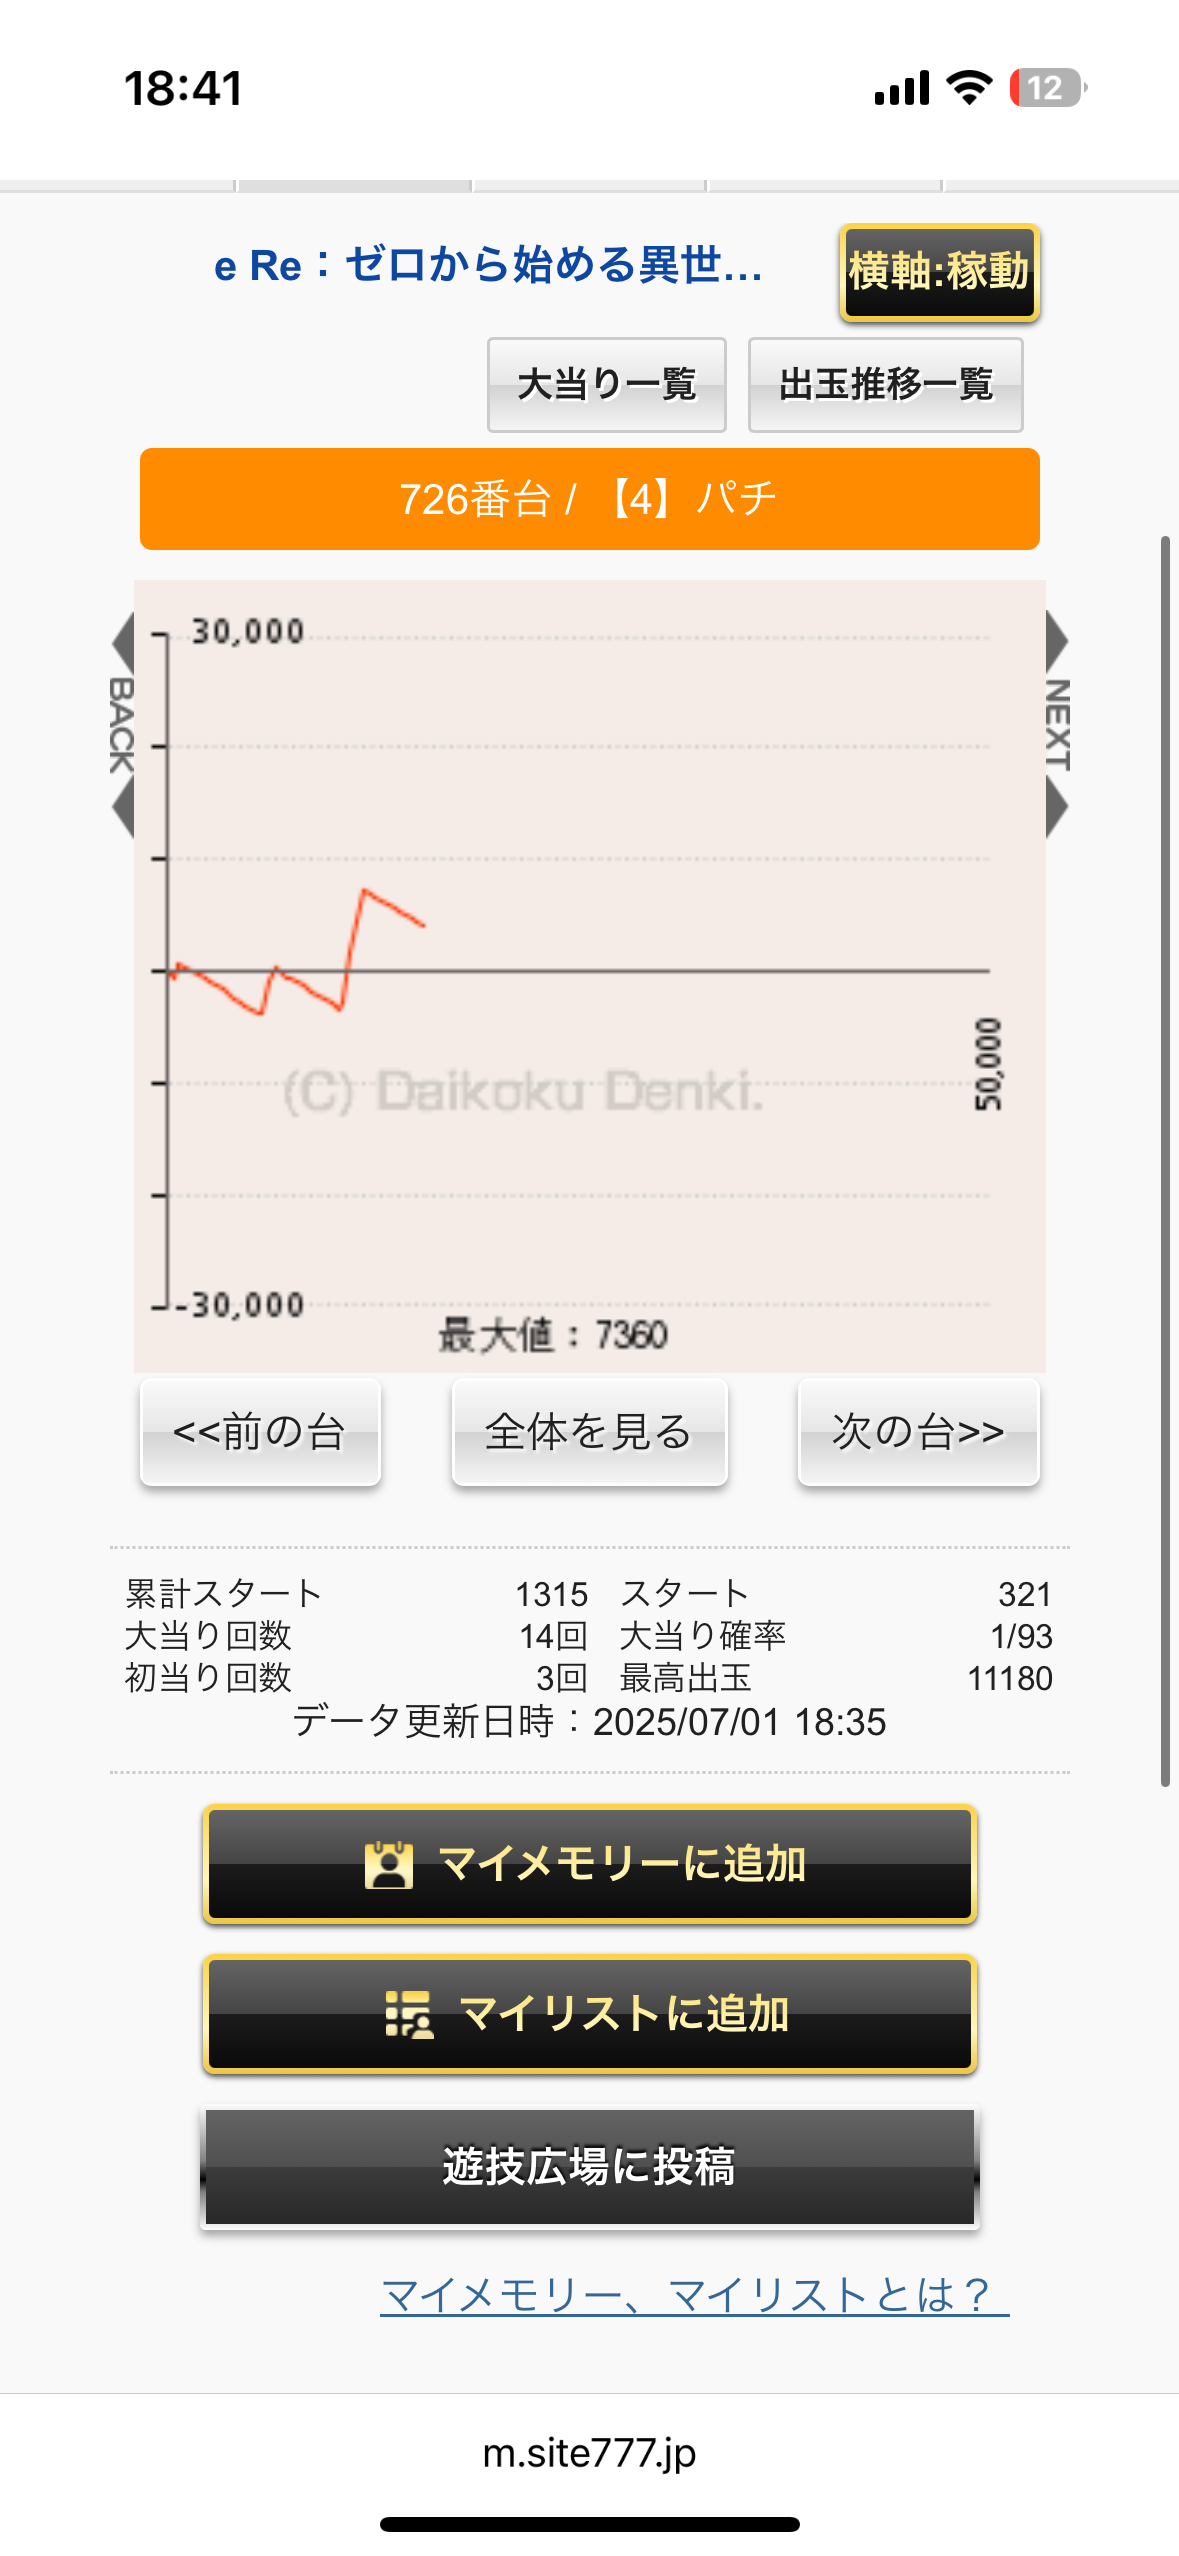 18:41
12
e Re：ゼロから始める異世...
横軸:稼動
大当り一覧
出玉推移一覧
726番台 / 【4】パチ
BACK
NEXT
30,000
50,000
(C) Daikoku Denki.
-30,000
最大値：7360
<<前の台
全体を見る
次の台>>
累計スタート 1315 スタート 321
大当り回数 14回 大当り確率 1/93
初当り回数 3回 最高出玉 11180
データ更新日時：2025/07/01 18:35
マイメモリーに追加
マイリストに追加
遊技広場に投稿
マイメモリー、マイリストとは？
m.site777.jp